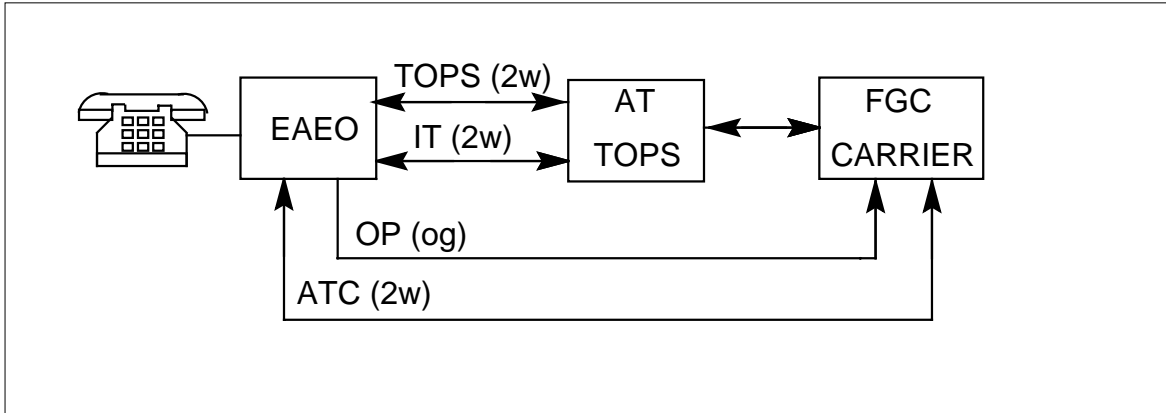 TOPS (2w)
EAEO
IT (2w)
AT
TOPS
FGC
CARRIER
OP (og)
ATC (2w)